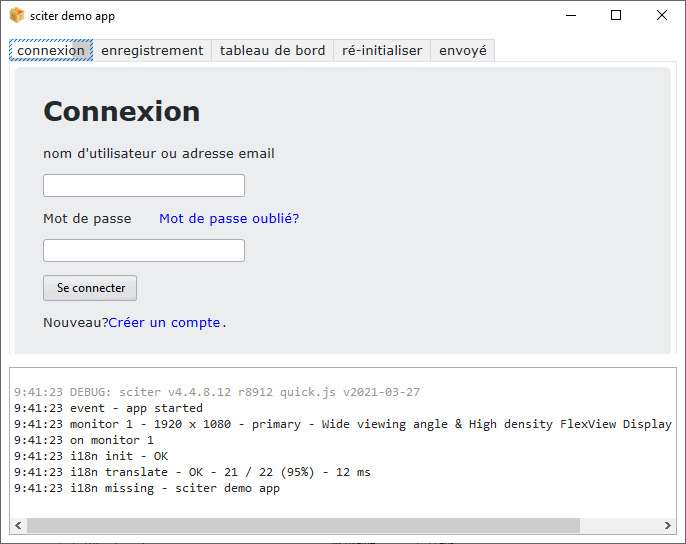 sciter demo app
connexion enregistrement tableau de bord ré-initialiser envoyé
Connexion
nom d'utilisateur ou adresse email
Mot de passe Mot de passe oublié?
Se connecter
Nouveau?Créer un compte.
9:41:23 DEBUG: sciter v4.4.8.12 r8912 quick.js v2021-03-27
9:41:23 event - app started
9:41:23 monitor 1 - 1920 x 1080 - primary - Wide viewing angle & High density FlexView Display
9:41:23 on monitor 1
9:41:23 i18n init - OK
9:41:23 i18n translate - OK - 21 / 22 (95%) - 12 ms
9:41:23 i18n missing - sciter demo app